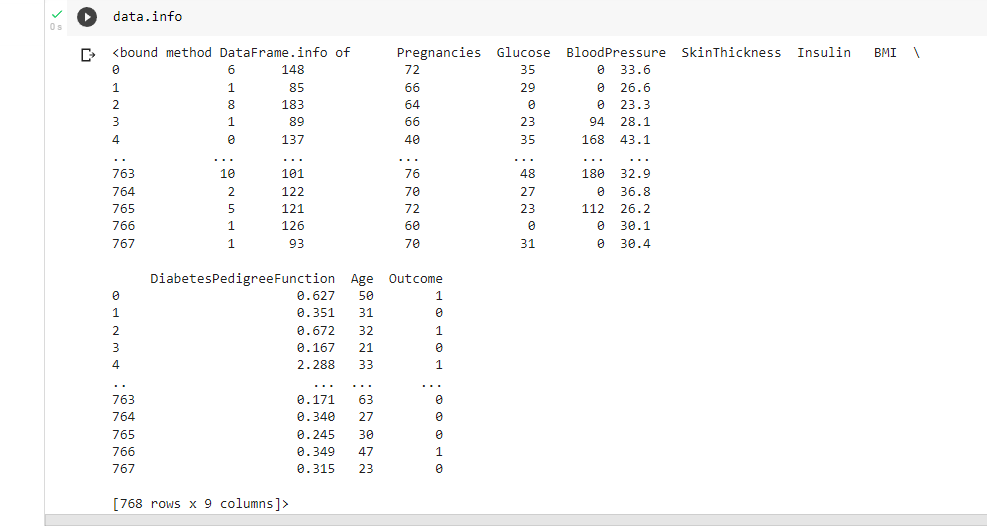 0s
data.info
<bound method DataFrame.info of      Pregnancies  Glucose  BloodPressure  SkinThickness  Insulin   BMI  \
0              6      148             72             35        0  33.6
1              1       85             66             29        0  26.6
2              8      183             64              0        0  23.3
3              1       89             66             23       94  28.1
4              0      137             40             35      168  43.1
..           ...      ...            ...            ...      ...   ...
763           10      101             76             48      180  32.9
764            2      122             70             27        0  36.8
765            5      121             72             23      112  26.2
766            1      126             60              0        0  30.1
767            1       93             70             31        0  30.4
     DiabetesPedigreeFunction  Age  Outcome
0                       0.627   50        1
1                       0.351   31        0
2                       0.672   32        1
3                       0.167   21        0
4                       2.288   33        1
..                        ...  ...      ...
763                     0.171   63        0
764                     0.340   27        0
765                     0.245   30        0
766                     0.349   47        1
767                     0.315   23        0
[768 rows x 9 columns]>